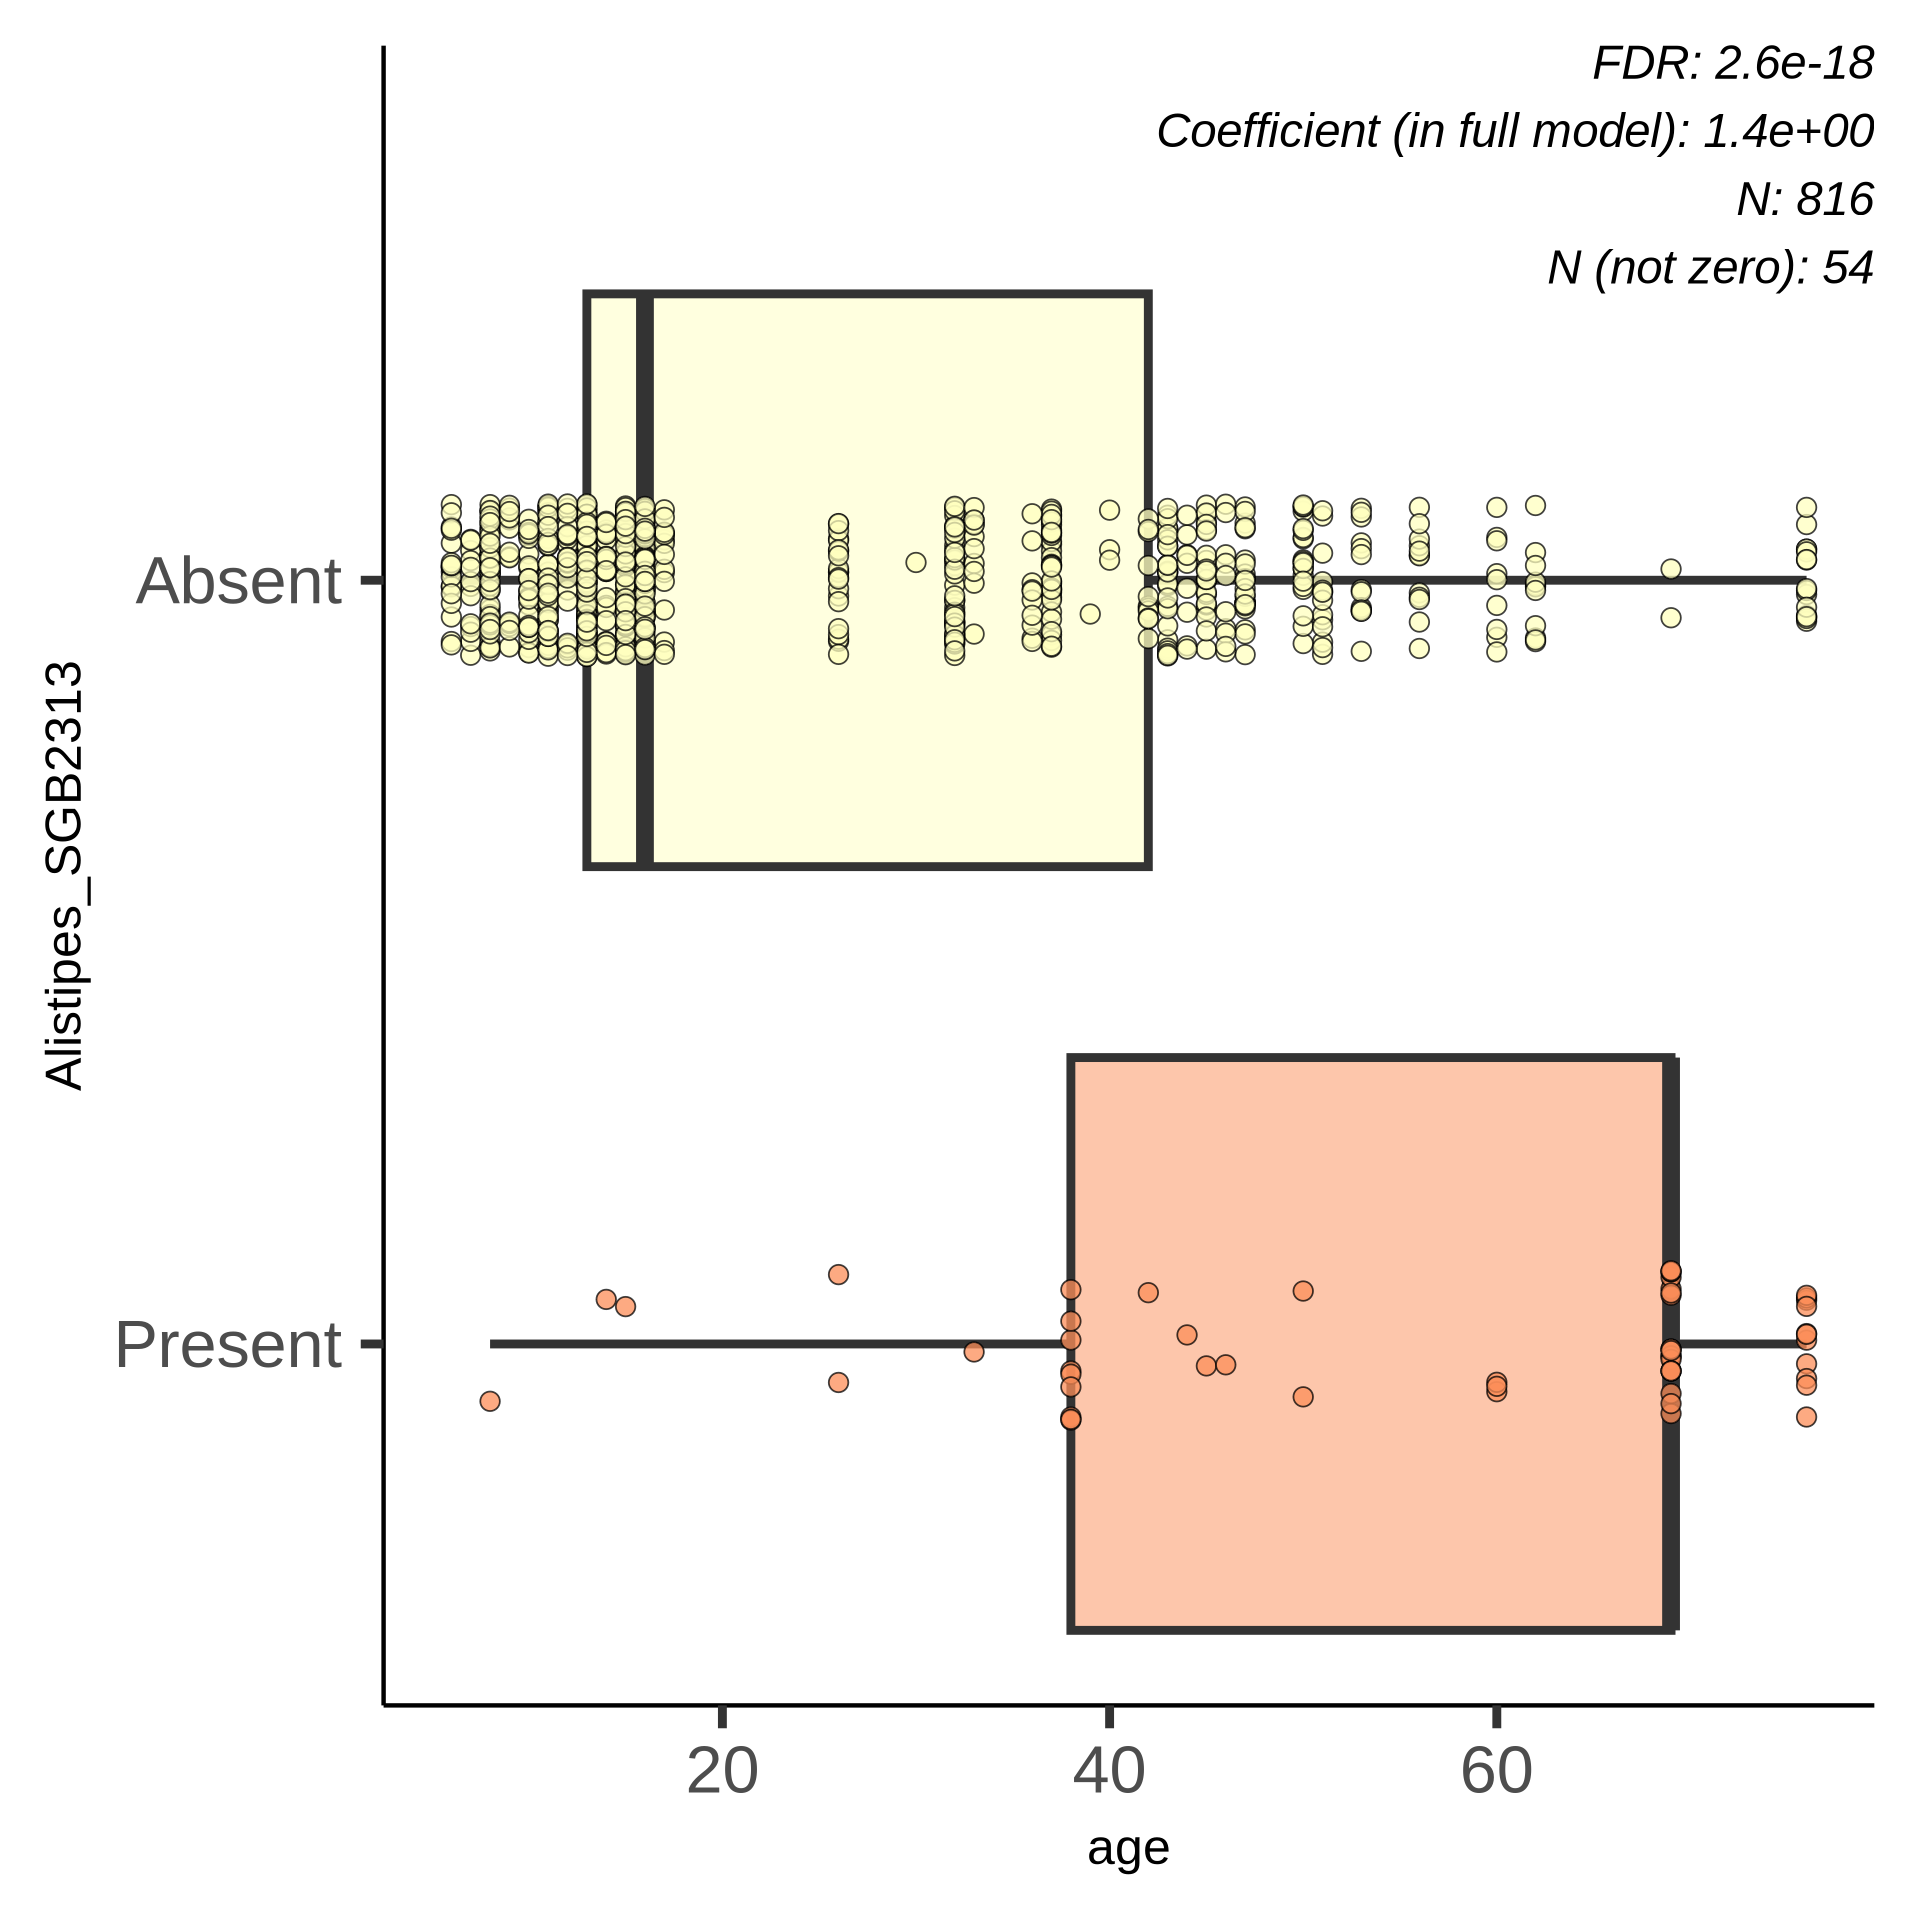 FDR: 2.6e-18
Coefficient (in full model): 1.4e+00
N: 816
N (not zero): 54
Alistipes_SGB2313
Absent
Present
20 40 60
age